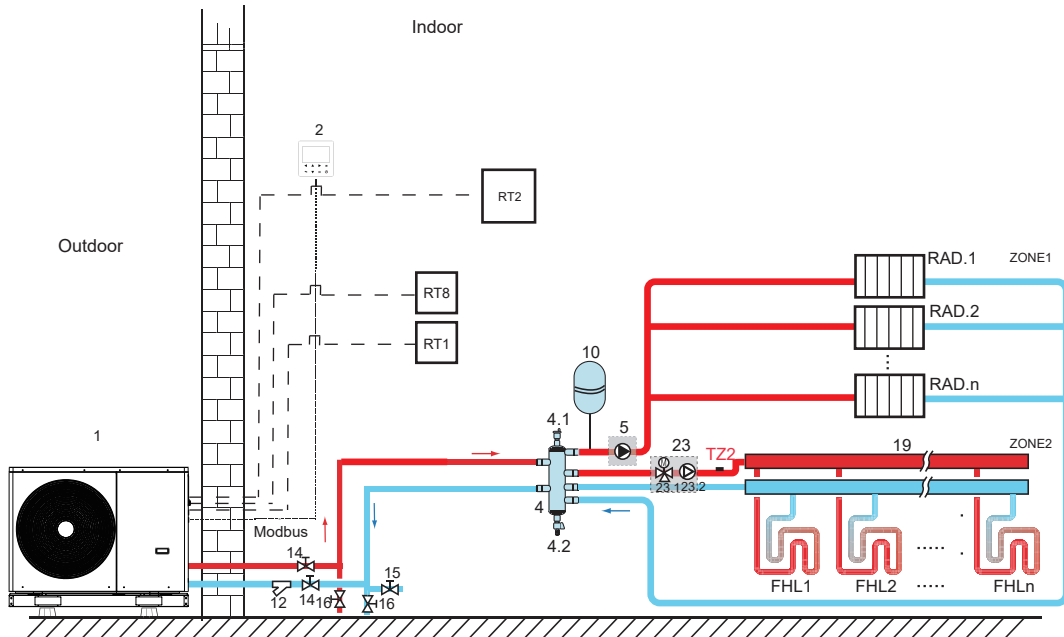 Indoor
2
RT2
Outdoor
RAD.1
ZONE1
RT8
RAD.2
RT1
10
RAD.n
4.1
5
1
23
19
ZONE2
TZ2
23.1
23.2
4
Modbus
4.2
14
15
12
14
16
16
FHL1
FHL2
FHLn